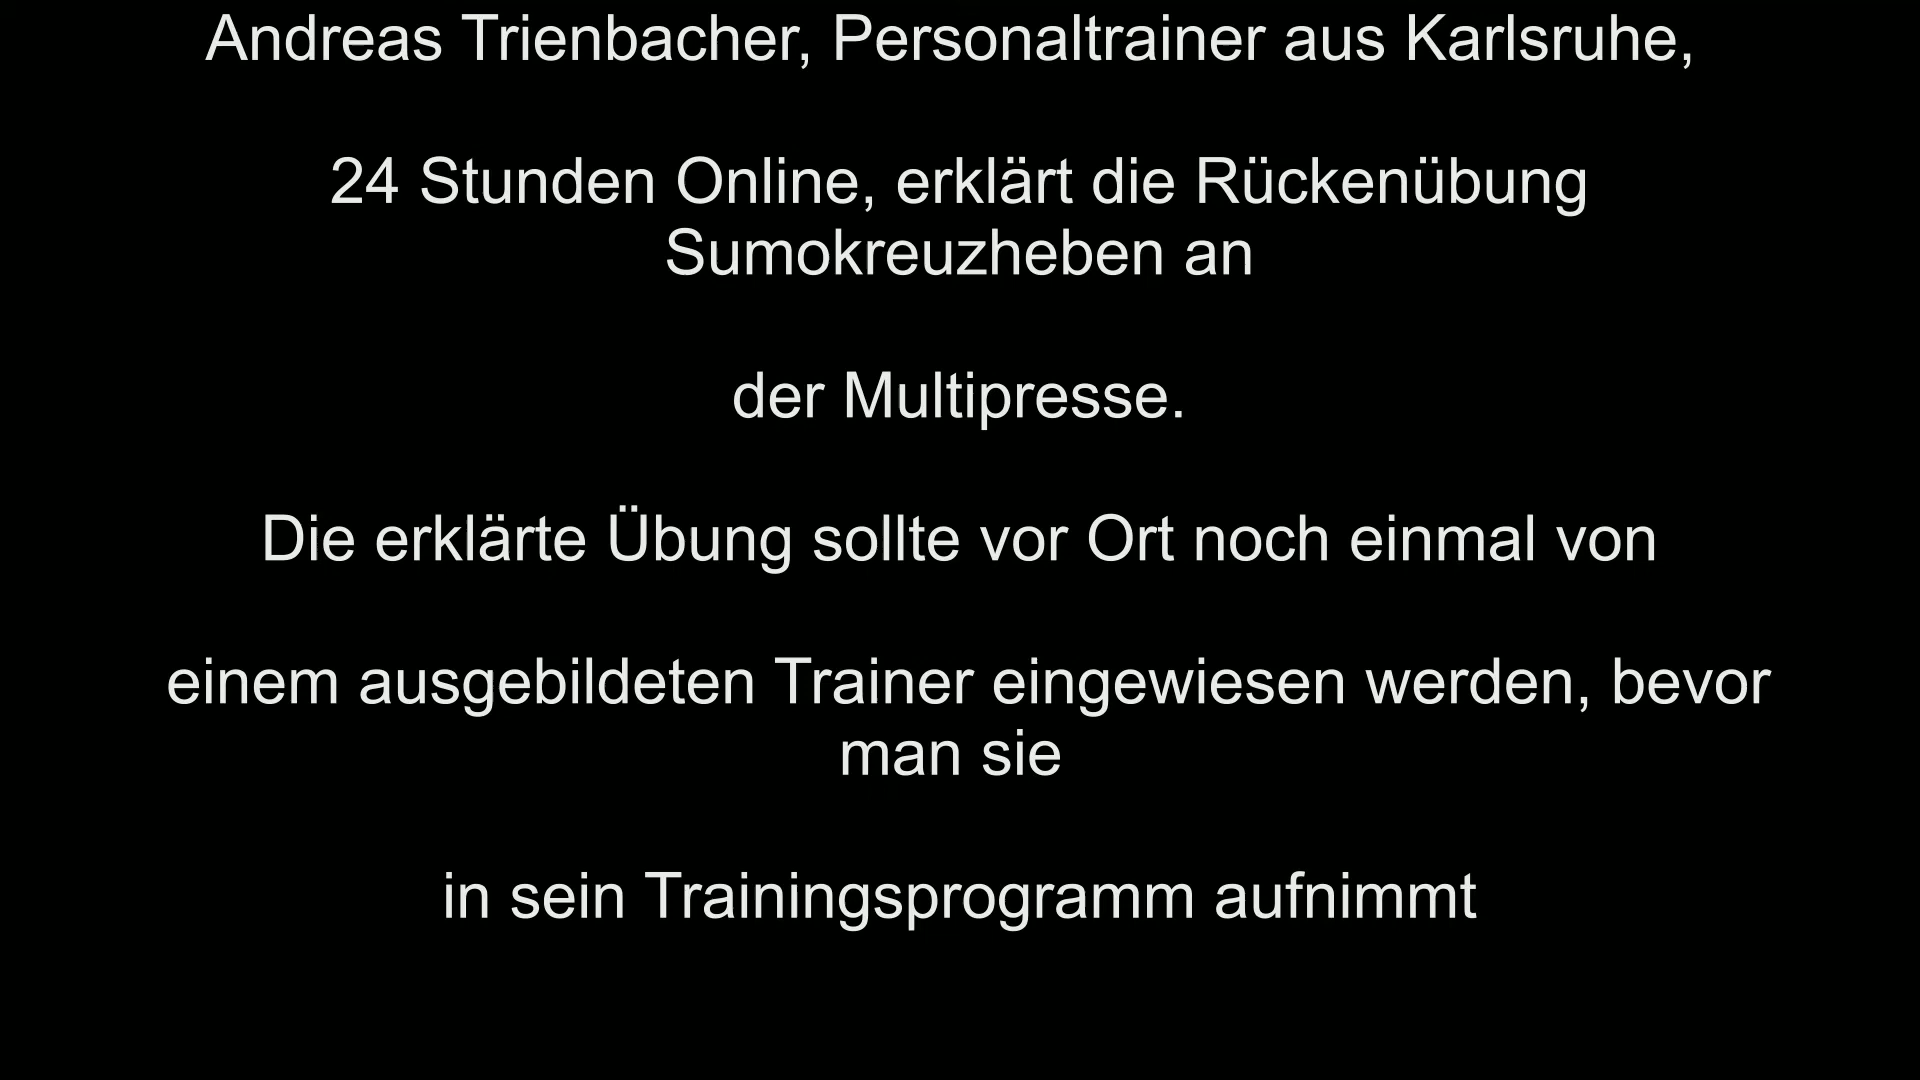 Andreas Trienbacher, Personaltrainer aus Karlsruhe,
24 Stunden Online, erklärt die Rückenübung
Sumokreuzheben an
der Multipresse.
Die erklärte Übung sollte vor Ort noch einmal von
einem ausgebildeten Trainer eingewiesen werden, bevor
man sie
in sein Trainingsprogramm aufnimmt